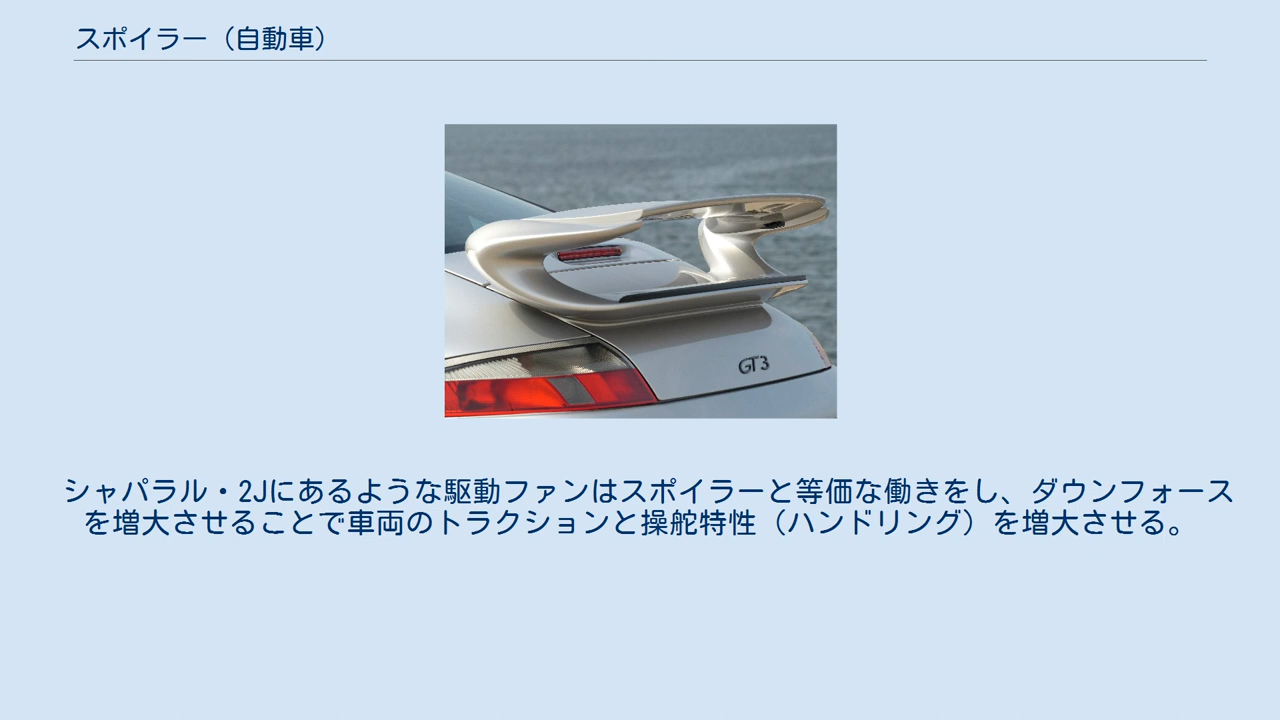 スポイラー（自動車）
GT3
シャパラル・2Jにあるような駆動ファンはスポイラーと等価な働きをし、ダウンフォース
を増大させることで車両のトラクションと操舵特性（ハンドリング）を増大させる。